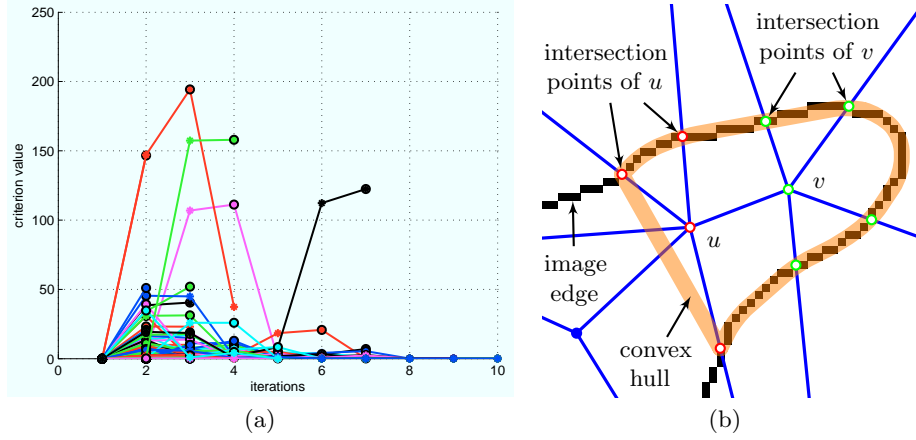 250
200
150
100
50
0
0
2
4
6
8
10
criterion value
iterations
(a)
intersection
points of v
intersection
points of u
v
u
image
edge
convex
hull
(b)